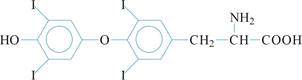 I I NH₂
HO O CH₂ CH COOH
I I